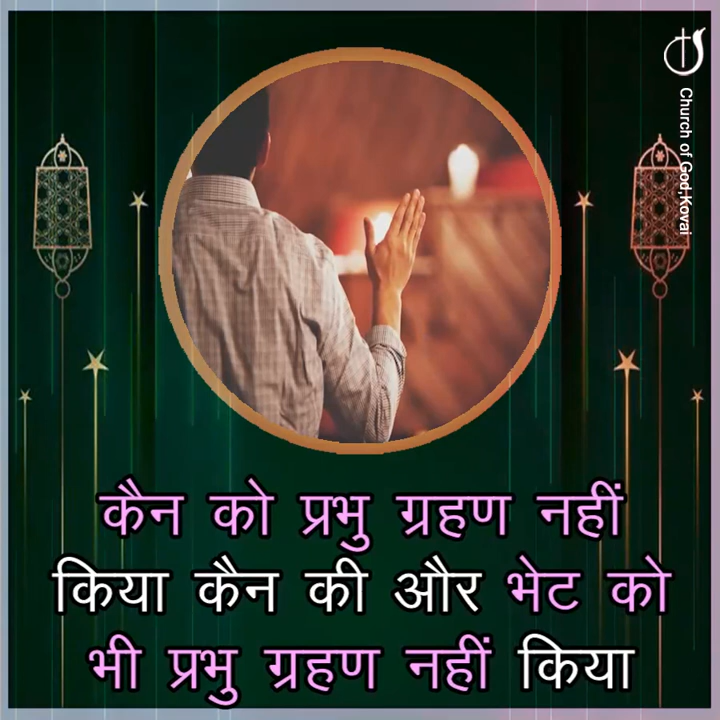 Church of God,Kovai
कैन को प्रभु ग्रहण नहीं
किया कैन की और भेट को
भी प्रभु ग्रहण नहीं किया